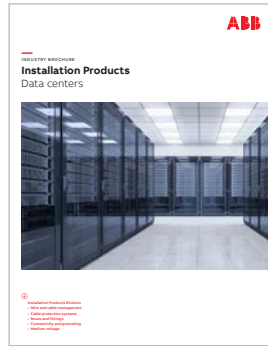 ABB
INDUSTRY BROCHURE
Installation Products
Data centers
Installation Products Division
• Wire and cable management
• Cable protection systems
• Boxes and fittings
• Connectivity and grounding
• Medium voltage